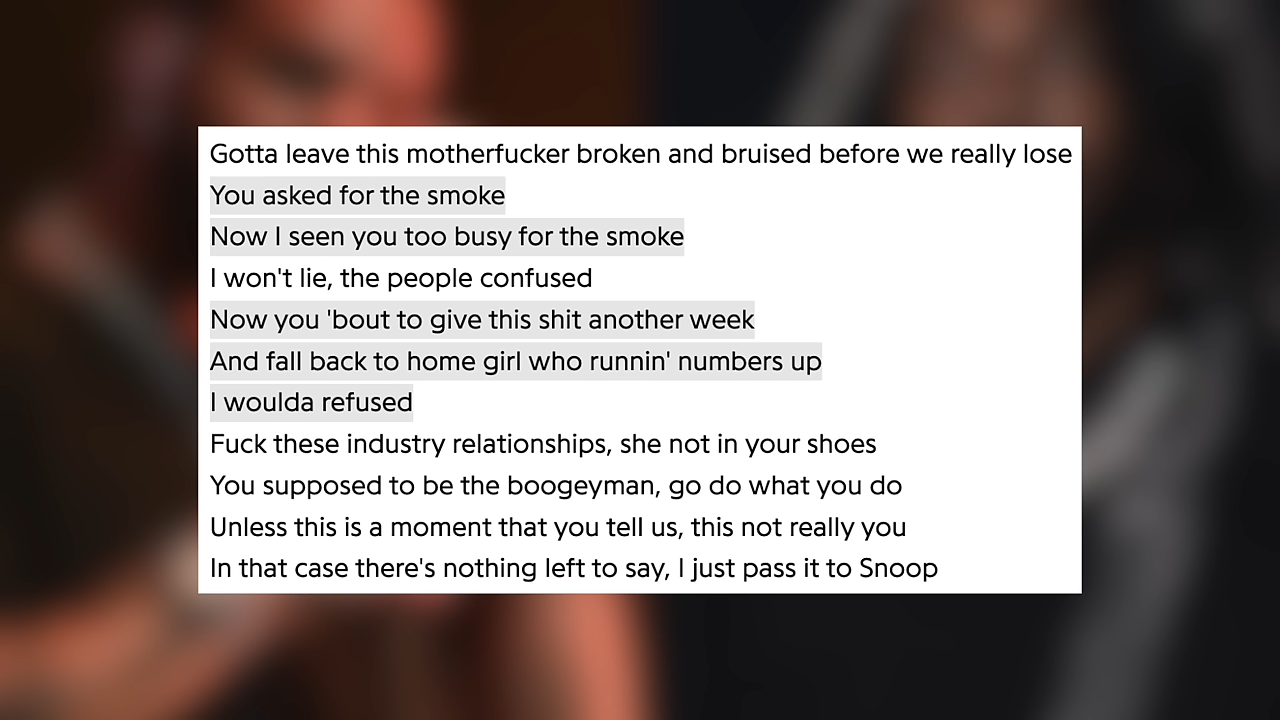 Gotta leave this motherfucker broken and bruised before we really lose
You asked for the smoke
Now I seen you too busy for the smoke
I won't lie, the people confused
Now you 'bout to give this shit another week
And fall back to home girl who runnin' numbers up
I woulda refused
Fuck these industry relationships, she not in your shoes
You supposed to be the boogeyman, go do what you do
Unless this is a moment that you tell us, this not really you
In that case there's nothing left to say, I just pass it to Snoop